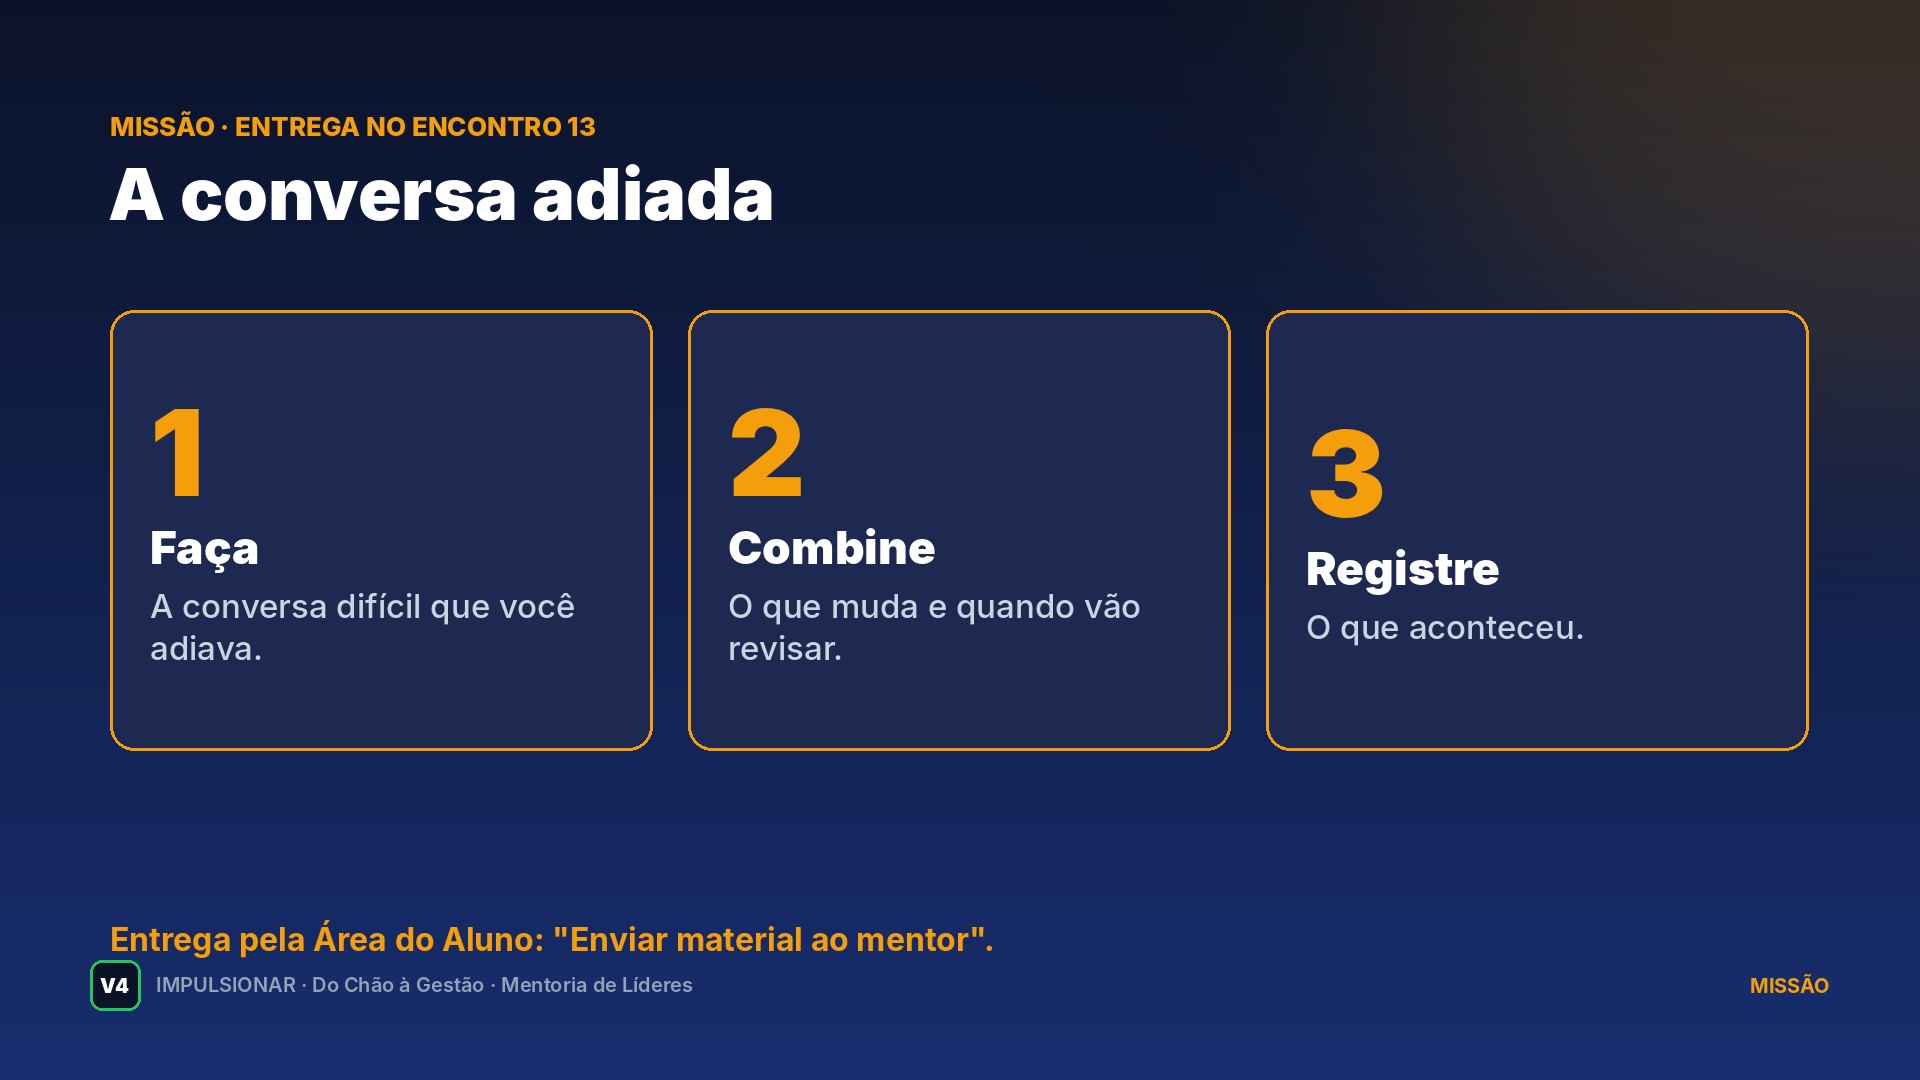 MISSÃO · ENTREGA NO ENCONTRO 13
A conversa adiada
1
Faça
A conversa difícil que você
adiava.
2
Combine
O que muda e quando vão
revisar.
3
Registre
O que aconteceu.
Entrega pela Área do Aluno: "Enviar material ao mentor".
V4
IMPULSIONAR · Do Chão à Gestão · Mentoria de Líderes
MISSÃO